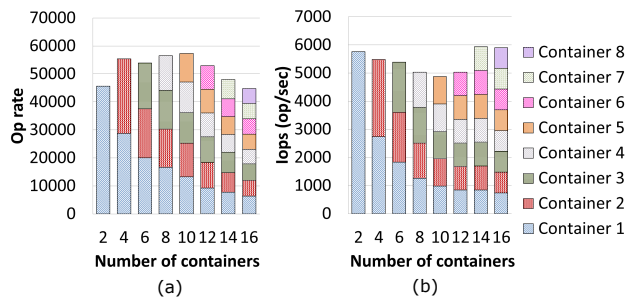 70000
60000
50000
40000
30000
20000
10000
0
Op rate
2 4 6 8 10 12 14 16
Number of containers
(a)
7000
6000
5000
4000
3000
2000
1000
0
Iops (op/sec)
2 4 6 8 10 12 14 16
Number of containers
(b)
Container 8
Container 7
Container 6
Container 5
Container 4
Container 3
Container 2
Container 1